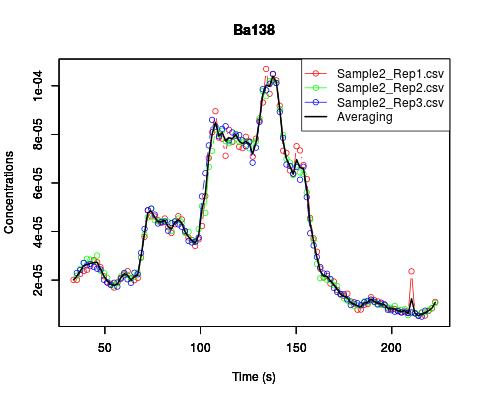 Ba138
Sample2_Rep1.csv
Sample2_Rep2.csv
Sample2_Rep3.csv
Averaging
Concentrations
1e-04
8e-05
6e-05
4e-05
2e-05
50 100 150 200
Time (s)